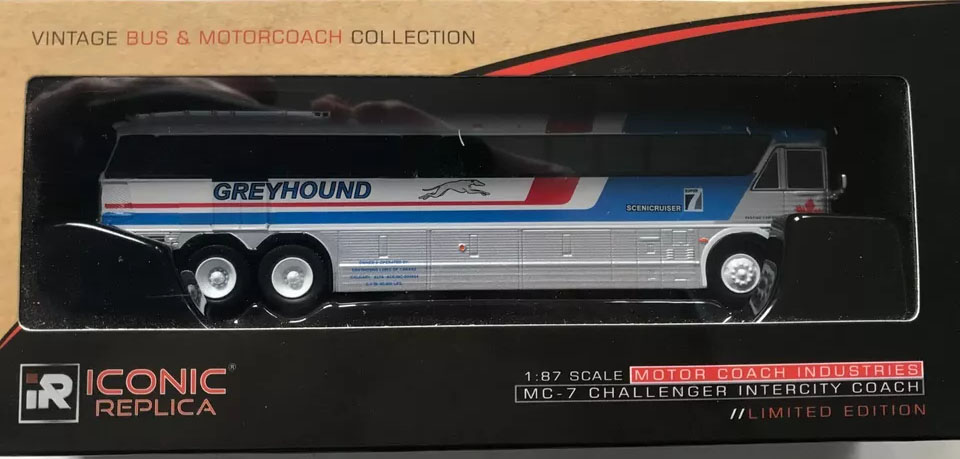 VINTAGE BUS & MOTORCOACH COLLECTION
GREYHOUND
SUPER
7
SCENICRUISER
iR ICONIC®
REPLICA
1:87 SCALE MOTOR COACH INDUSTRIES
MC-7 CHALLENGER INTERCITY COACH
//LIMITED EDITION